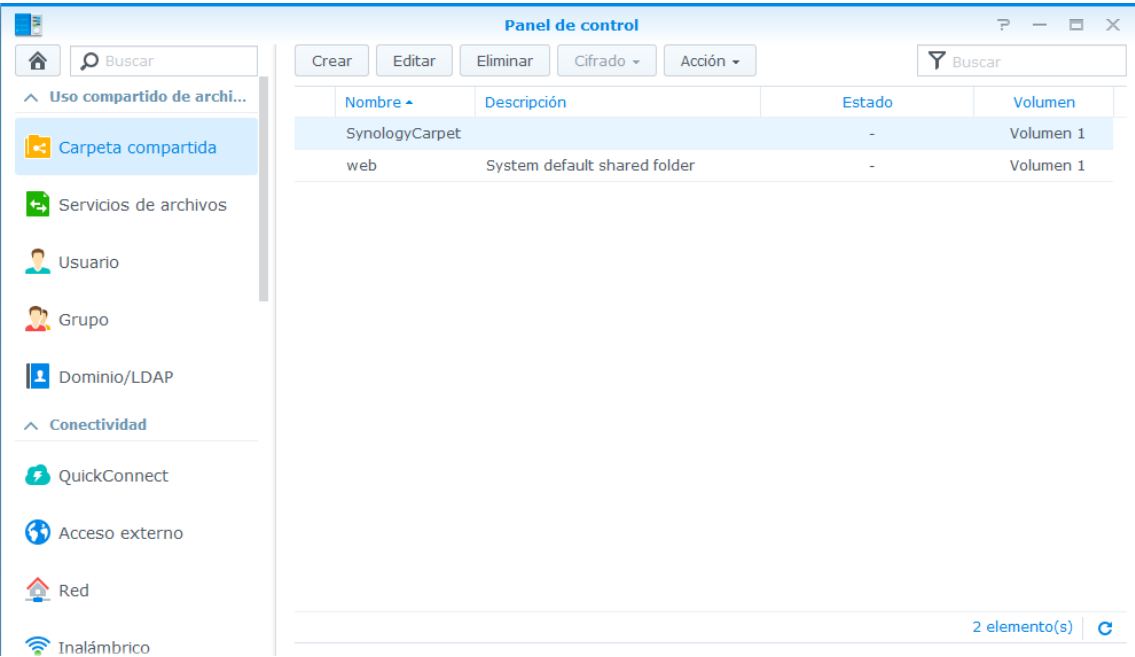 Panel de control
Buscar
Crear Editar Eliminar Cifrado Acción Buscar
Uso compartido de archi...
Nombre Descripción Estado Volumen
Carpeta compartida
SynologyCarpet - Volumen 1
web System default shared folder - Volumen 1
Servicios de archivos
Usuario
Grupo
Dominio/LDAP
Conectividad
QuickConnect
Acceso externo
Red
Inalámbrico
2 elemento(s)